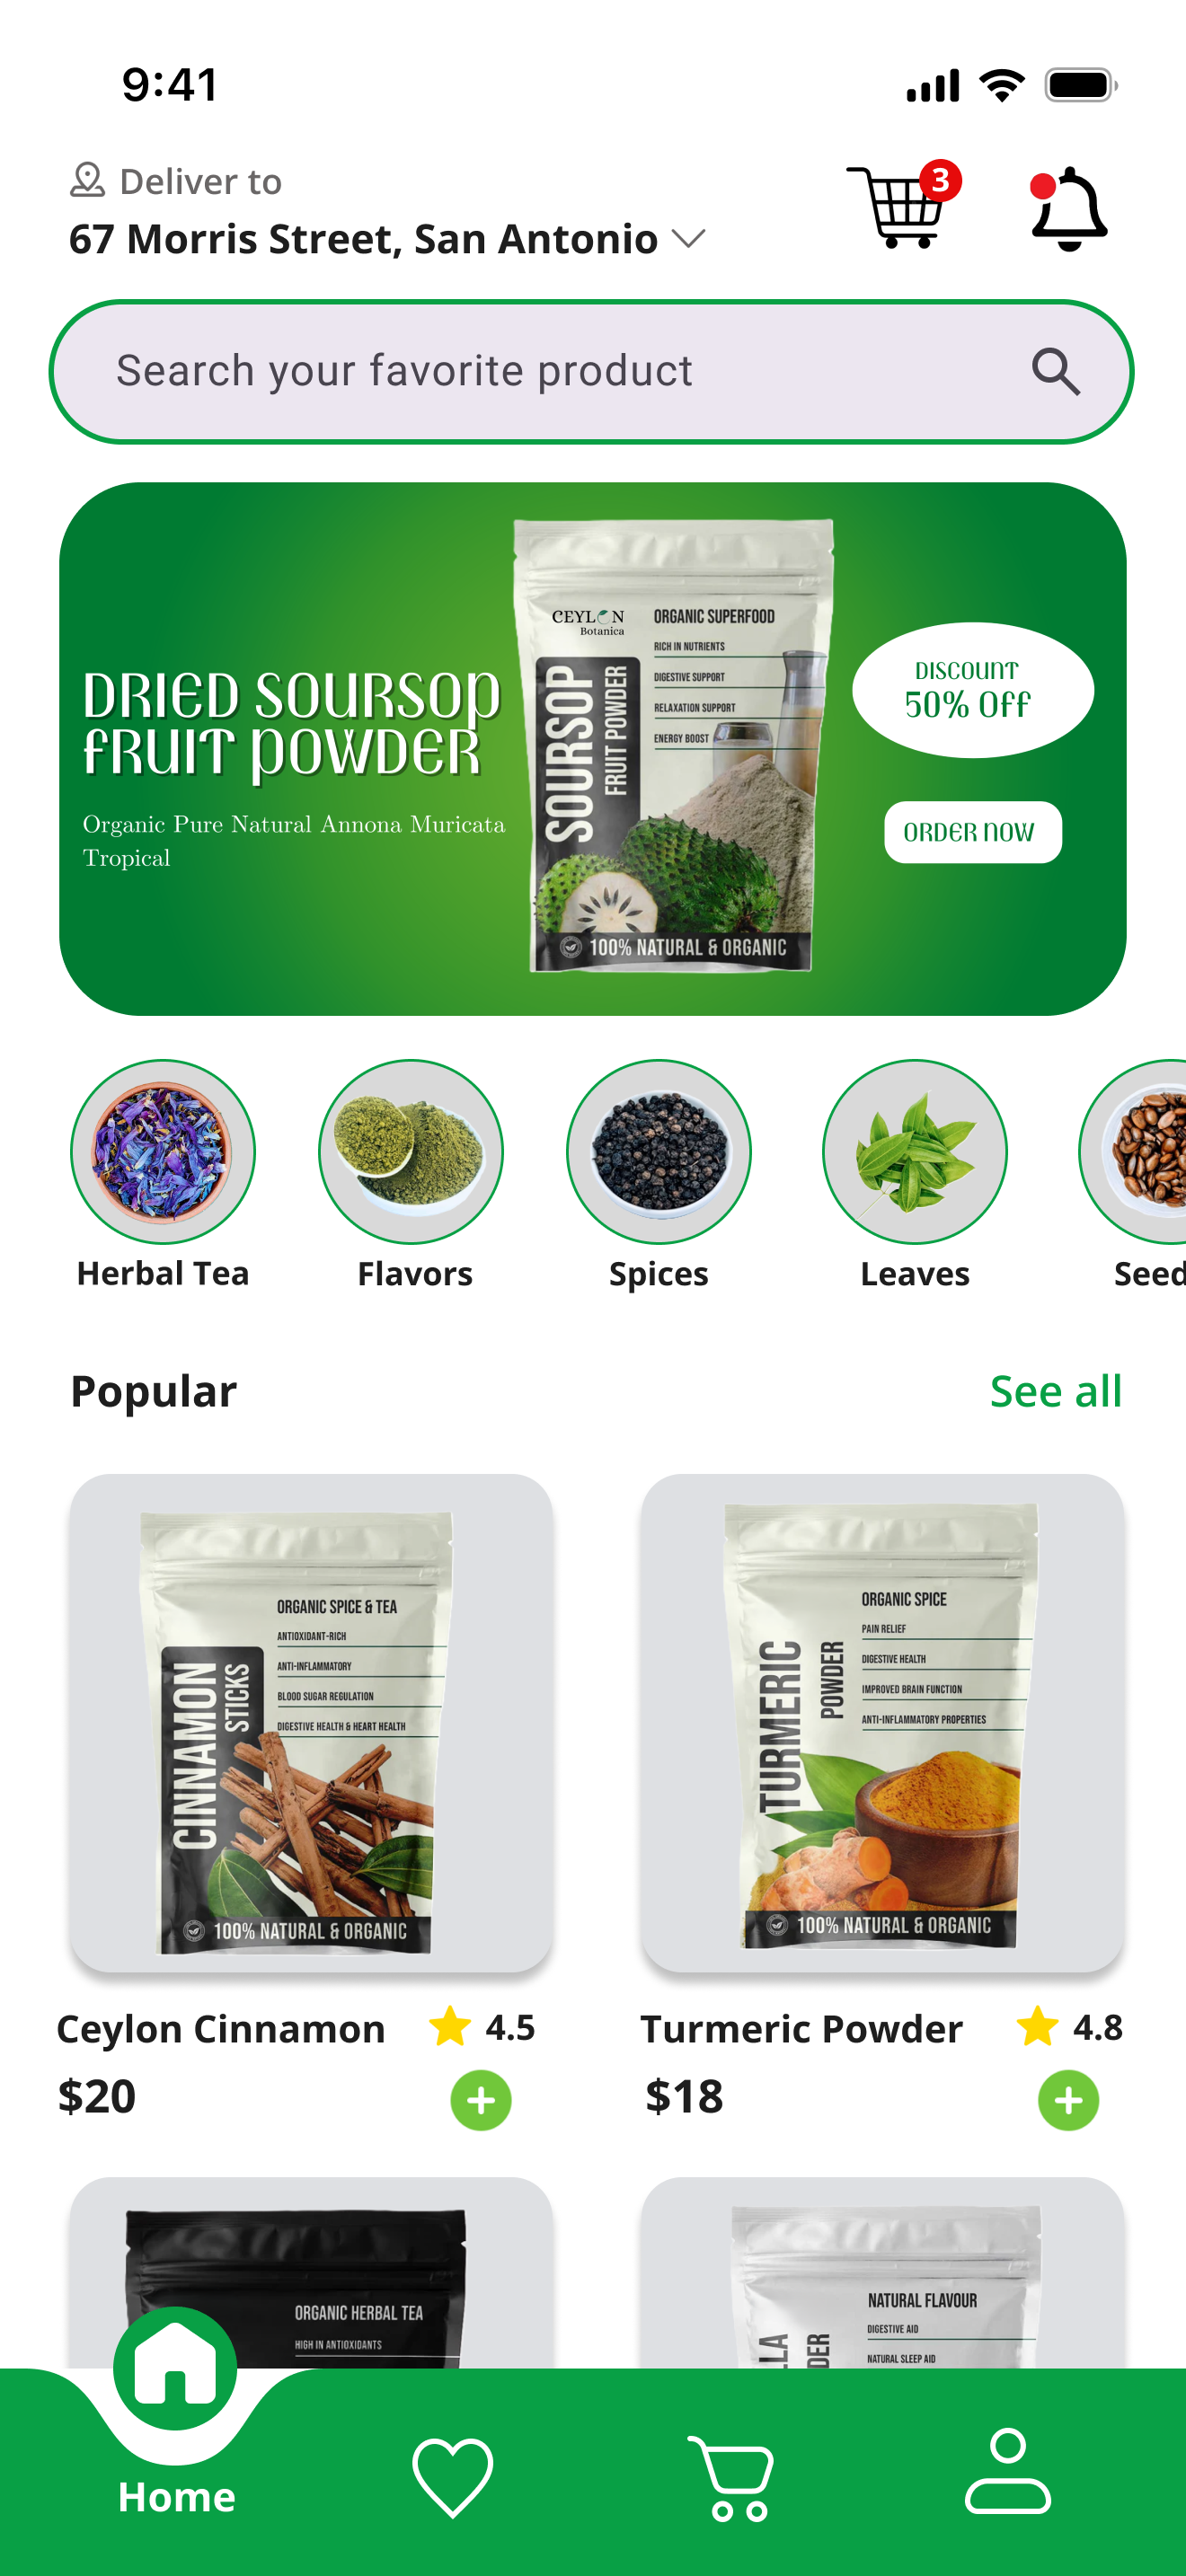 9:41
Deliver to
67 Morris Street, San Antonio
3
Search your favorite product
DRIED SOURSOP
FRUIT POWDER
Organic Pure Natural Annona Muricata
Tropical
CEYLON
Botanica
ORGANIC SUPERFOOD
RICH IN NUTRIENTS
DIGESTIVE SUPPORT
RELAXATION SUPPORT
ENERGY BOOST
SOURSOP
FRUIT POWDER
100% NATURAL & ORGANIC
DISCOUNT
50% Off
ORDER NOW
Herbal Tea
Flavors
Spices
Leaves
Seed
Popular
See all
ORGANIC SPICE & TEA
ANTIOXIDANT-RICH
ANTI-INFLAMMATORY
BLOOD SUGAR REGULATION
DIGESTIVE HEALTH & HEART HEALTH
CINNAMON
STICKS
100% NATURAL & ORGANIC
ORGANIC SPICE
PAIN RELIEF
DIGESTIVE HEALTH
IMPROVED BRAIN FUNCTION
ANTI-INFLAMMATORY PROPERTIES
TURMERIC
POWDER
100% NATURAL & ORGANIC
Ceylon Cinnamon
4.5
$20
Turmeric Powder
4.8
$18
ORGANIC HERBAL TEA
HIGH IN ANTIOXIDANTS
NATURAL FLAVOUR
DIGESTIVE AID
NATURAL SLEEP AID
LLA
DER
Home